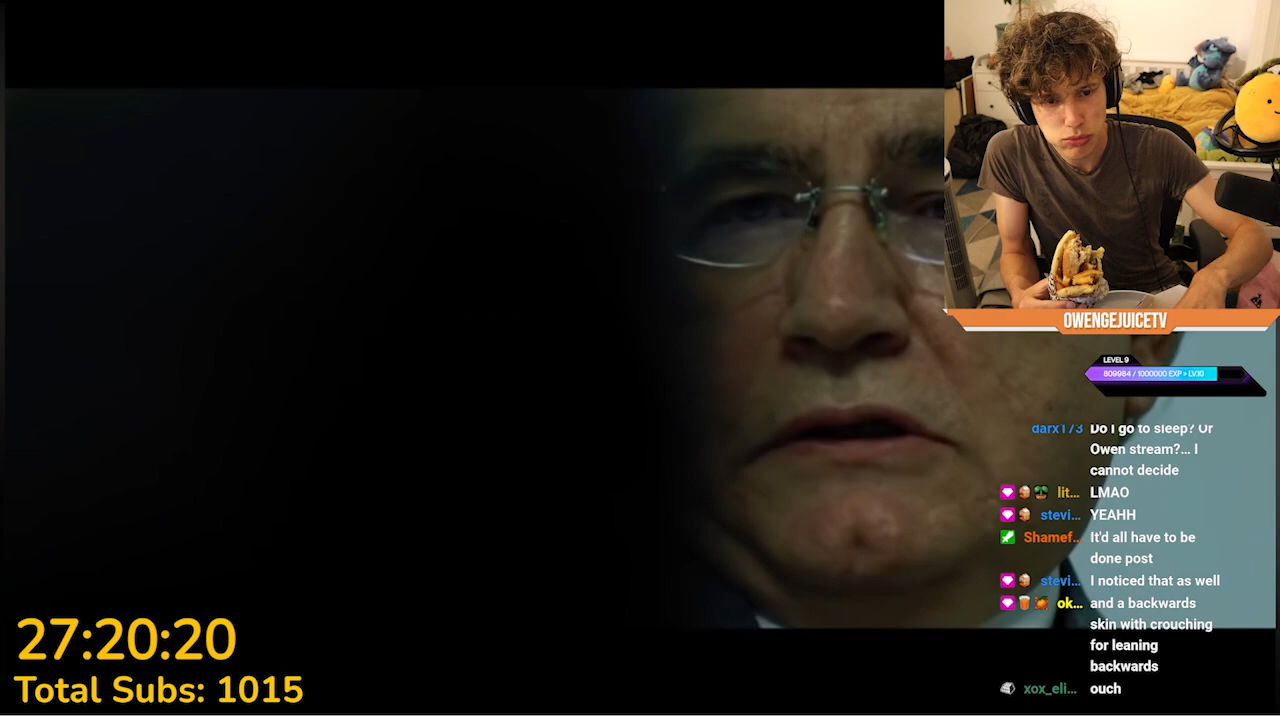 OWENGEJUICETV
LEVEL 9
809984 / 1000000 EXP > LV.10
darx173 Do I go to sleep? Or
Owen stream?... I
cannot decide
lit... LMAO
stevi... YEAHH
Shamef... It'd all have to be
done post
stevi... I noticed that as well
ok... and a backwards
skin with crouching
for leaning
backwards
xox_eli... ouch
27:20:20
Total Subs: 1015